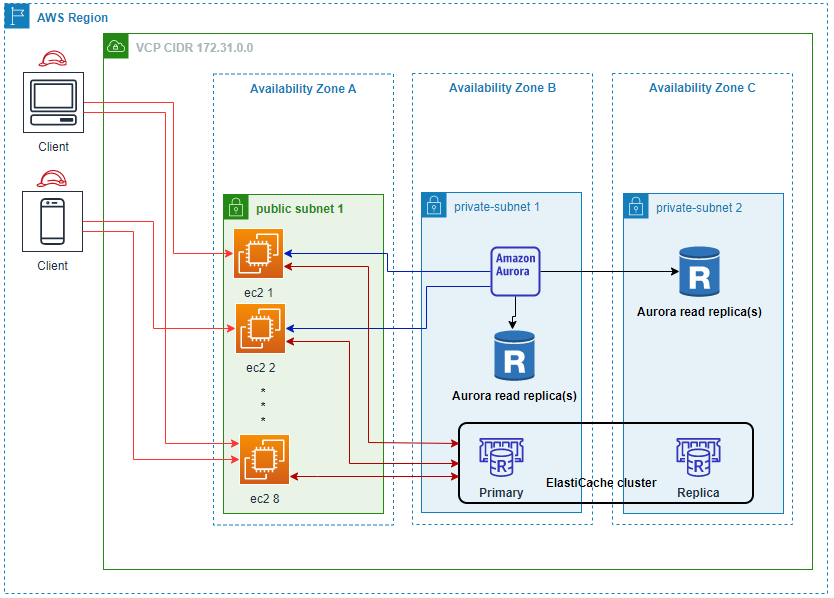 AWS Region
VCP CIDR 172.31.0.0
Availability Zone A
Availability Zone B
Availability Zone C
Client
Client
public subnet 1
private-subnet 1
private-subnet 2
ec2 1
Amazon
Aurora
Aurora read replica(s)
ec2 2
R
R
Aurora read replica(s)
*
*
*
ec2 8
R
Primary
ElastiCache cluster
R
Replica